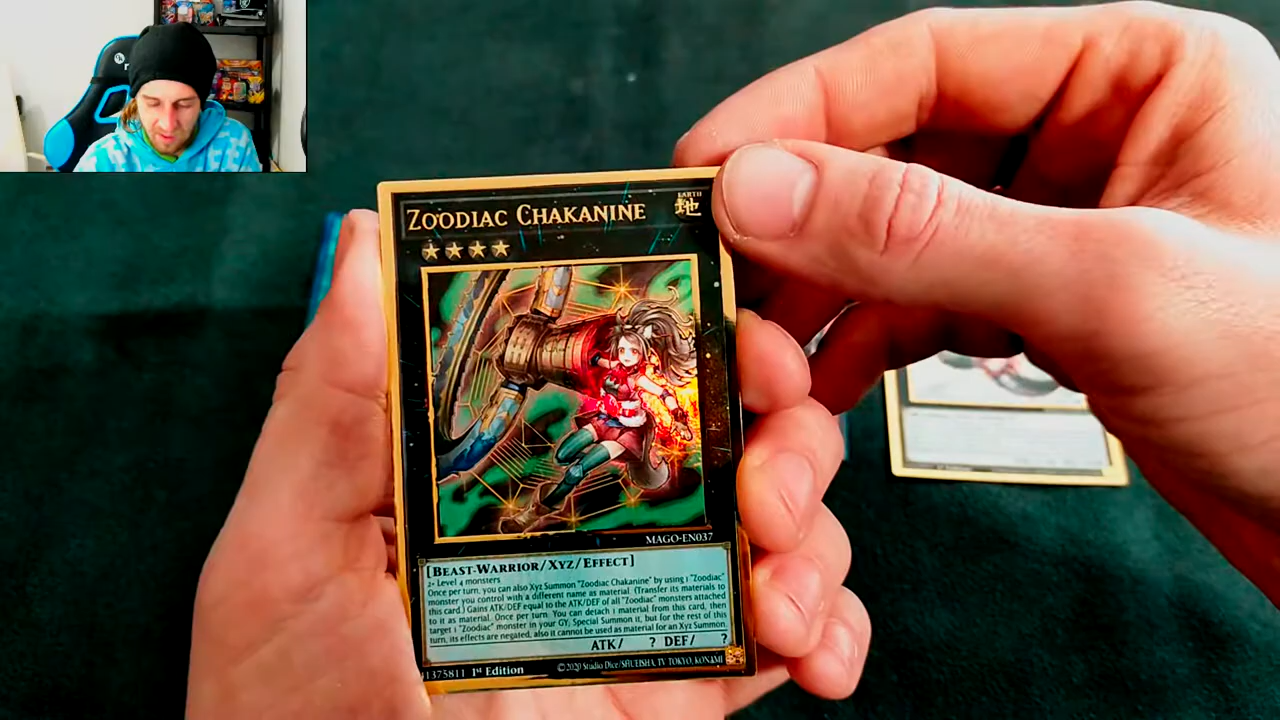 ZOODIAC CHAKANINE
EARTH
地
MAGO-EN037
[BEAST-WARRIOR/XYZ/EFFECT]
2+ Level 4 monsters
Once per turn, you can also Xyz Summon "Zoodiac Chakanine" by using 1 "Zoodiac"
monster you control with a different name as material. (Transfer its materials to
this card.) Gains ATK/DEF equal to the ATK/DEF of all "Zoodiac" monsters attached
to it as material. Once per turn: You can detach 1 material from this card, then
target 1 "Zoodiac" monster in your GY; Special Summon it, but for the rest of this
turn, its effects are negated, also it cannot be used as material for an Xyz Summon.
ATK/ ? DEF/ ?
41375811 1st Edition
©2020 Studio Dice/SHUEISHA, TV TOKYO, KONAMI